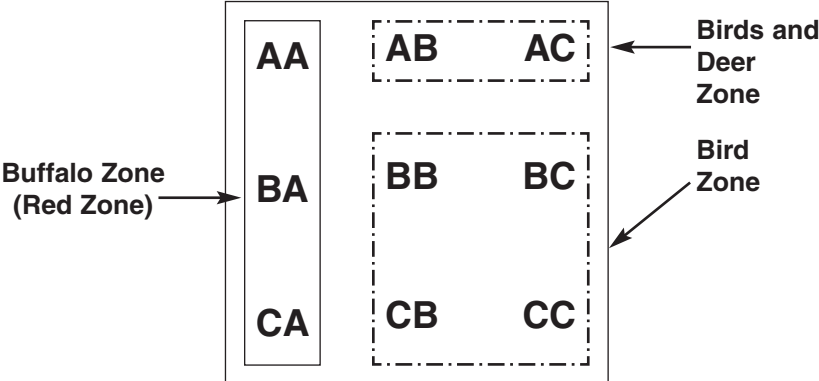 AA AB AC
Birds and
Deer
Zone
Buffalo Zone
(Red Zone)
BA BB BC
Bird
Zone
CA CB CC